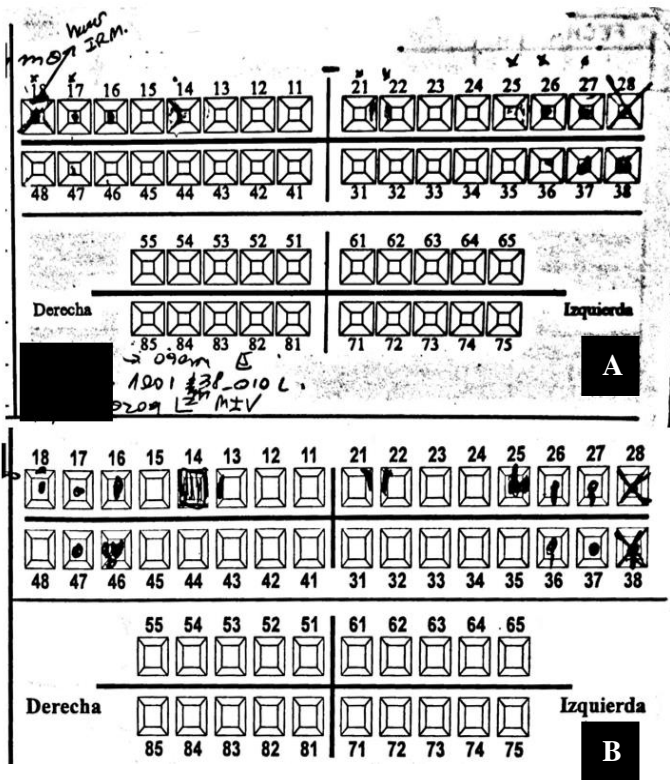 IRM.
18 17 16 15 14 13 12 11 21 22 23 24 25 26 27 28
48 47 46 45 44 43 42 41 31 32 33 34 35 36 37 38
55 54 53 52 51 61 62 63 64 65
Derecha Izquierda
85 84 83 82 81 71 72 73 74 75
A
1201 #38_010 L
MIV
18 17 16 15 14 13 12 11 21 22 23 24 25 26 27 28
48 47 46 45 44 43 42 41 31 32 33 34 35 36 37 38
55 54 53 52 51 61 62 63 64 65
Derecha Izquierda
85 84 83 82 81 71 72 73 74 75
B